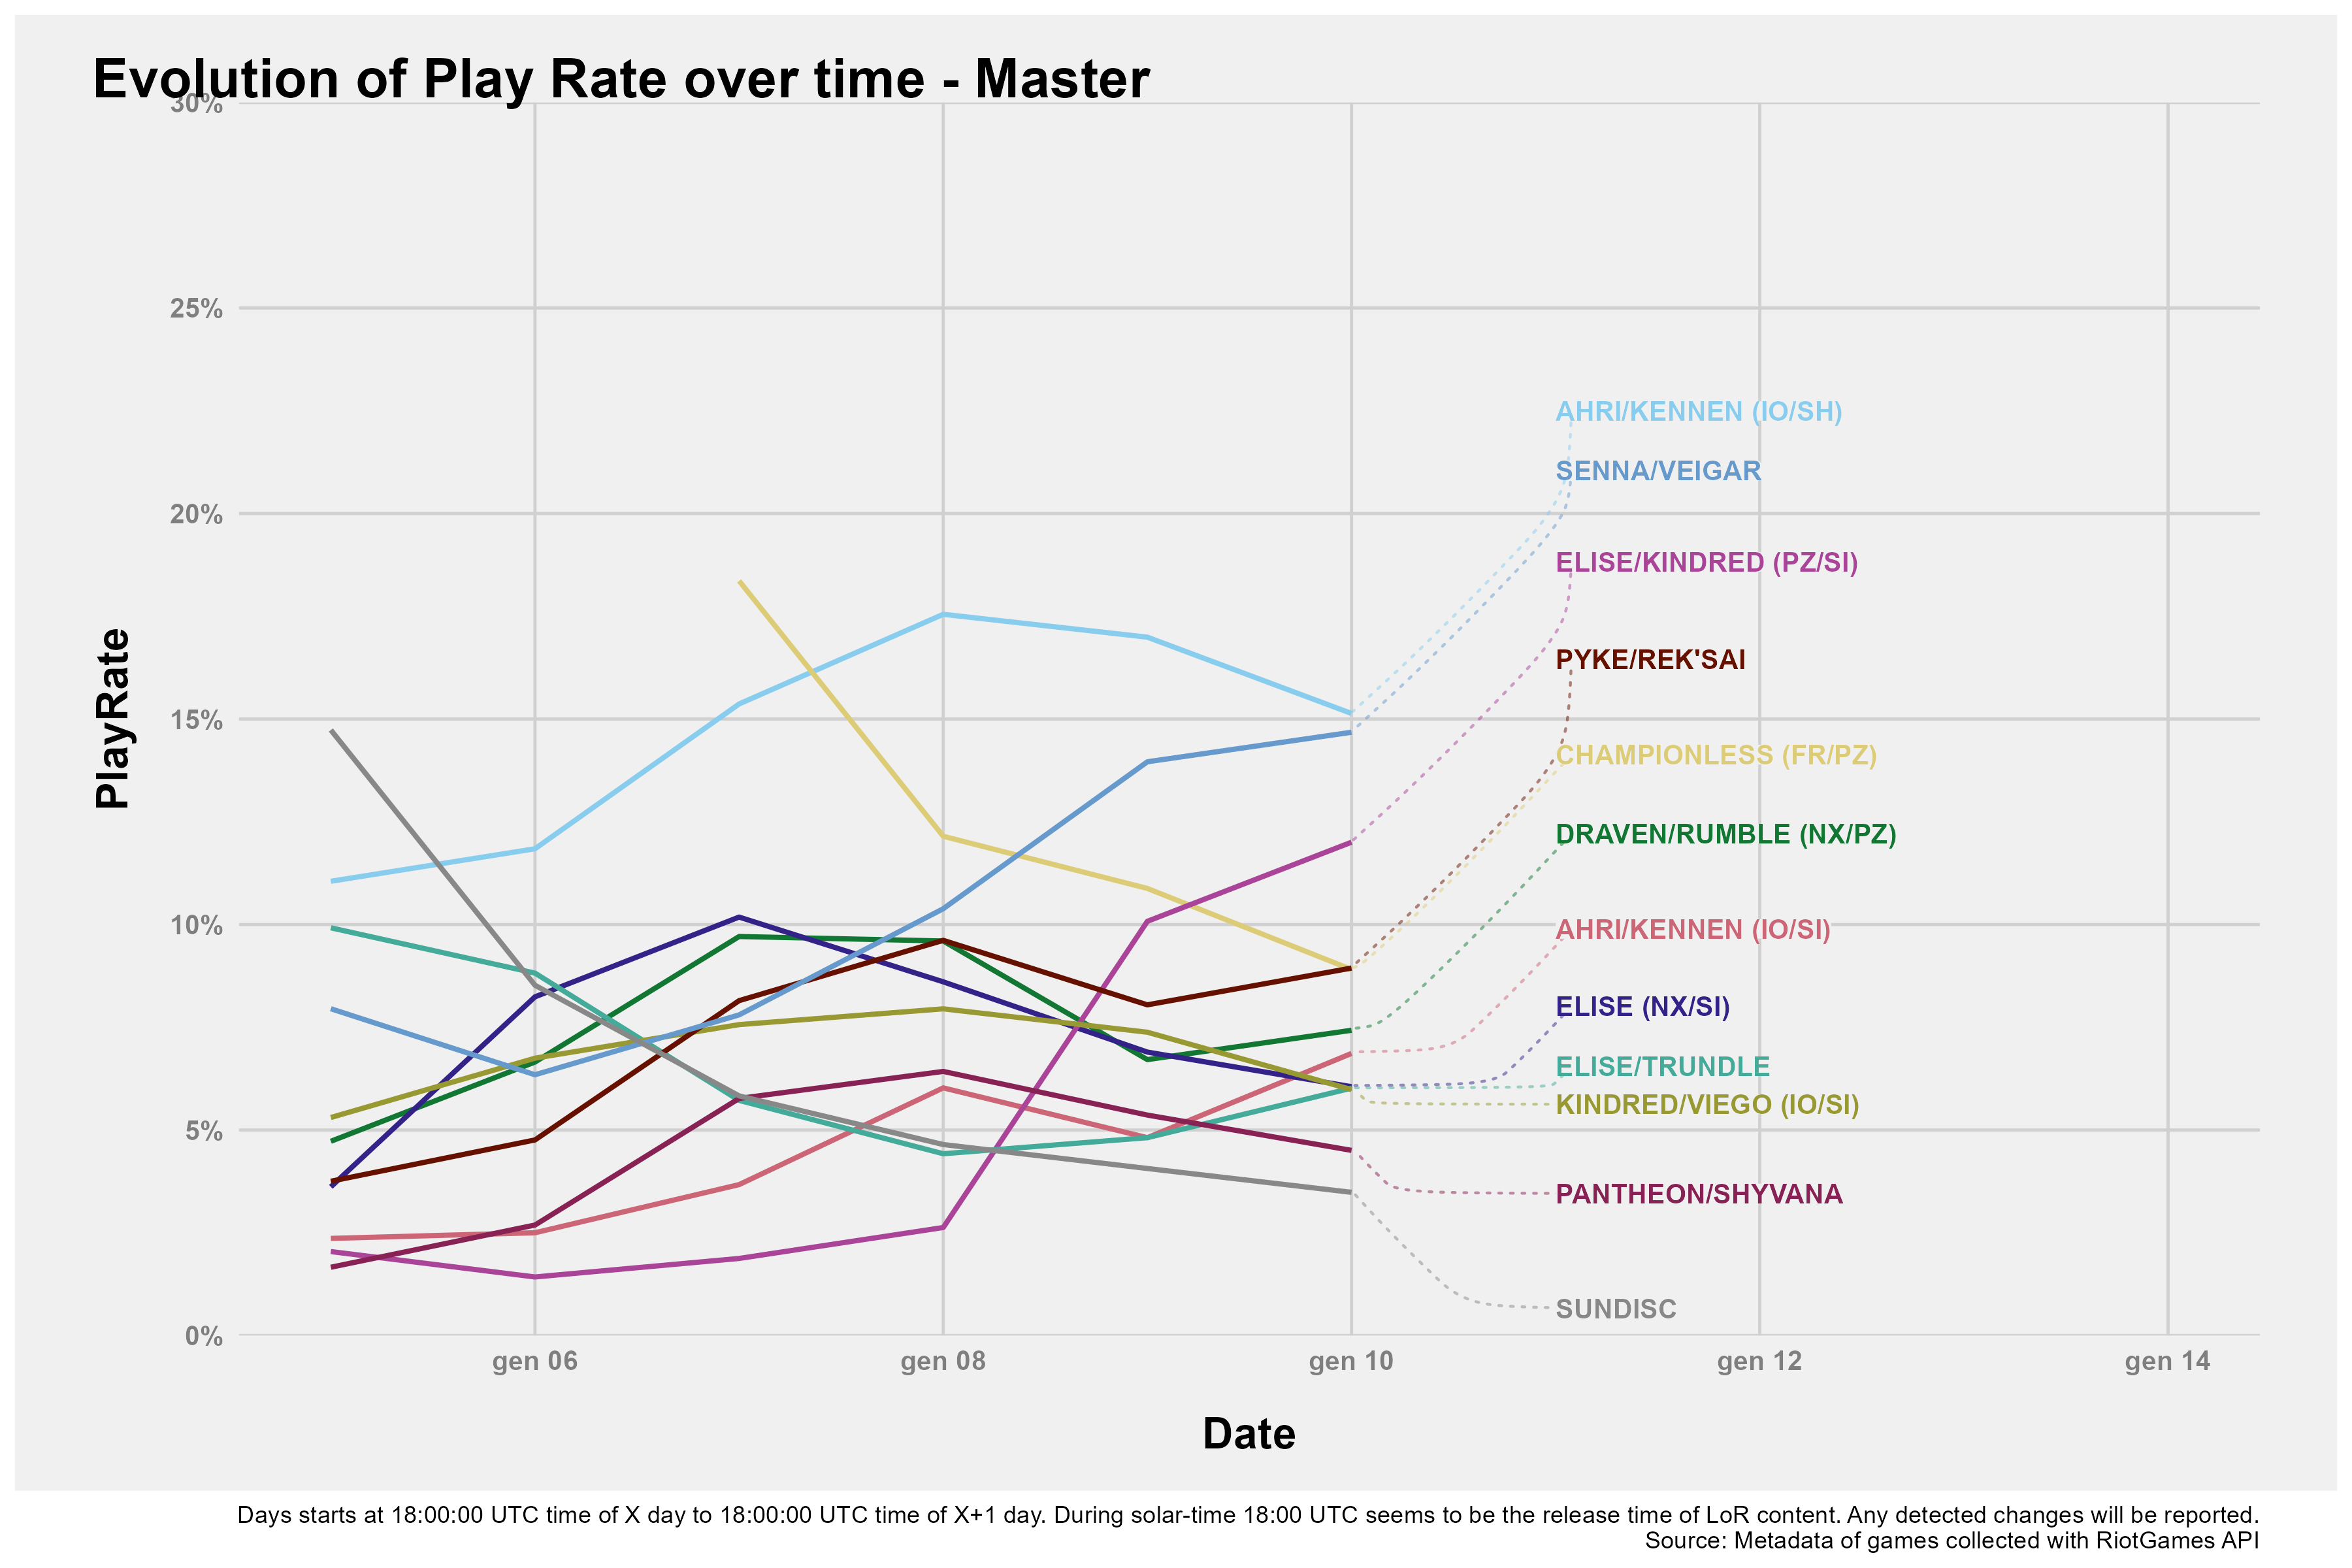 Evolution of Play Rate over time - Master
30%
25%
20%
15%
10%
5%
0%
PlayRate
AHRI/KENNEN (IO/SH)
SENNA/VEIGAR
ELISE/KINDRED (PZ/SI)
PYKE/REK'SAI
CHAMPIONLESS (FR/PZ)
DRAVEN/RUMBLE (NX/PZ)
AHRI/KENNEN (IO/SI)
ELISE (NX/SI)
ELISE/TRUNDLE
KINDRED/VIEGO (IO/SI)
PANTHEON/SHYVANA
SUNDISC
gen 06
gen 08
gen 10
gen 12
gen 14
Date
Days starts at 18:00:00 UTC time of X day to 18:00:00 UTC time of X+1 day. During solar-time 18:00 UTC seems to be the release time of LoR content. Any detected changes will be reported.
Source: Metadata of games collected with RiotGames API